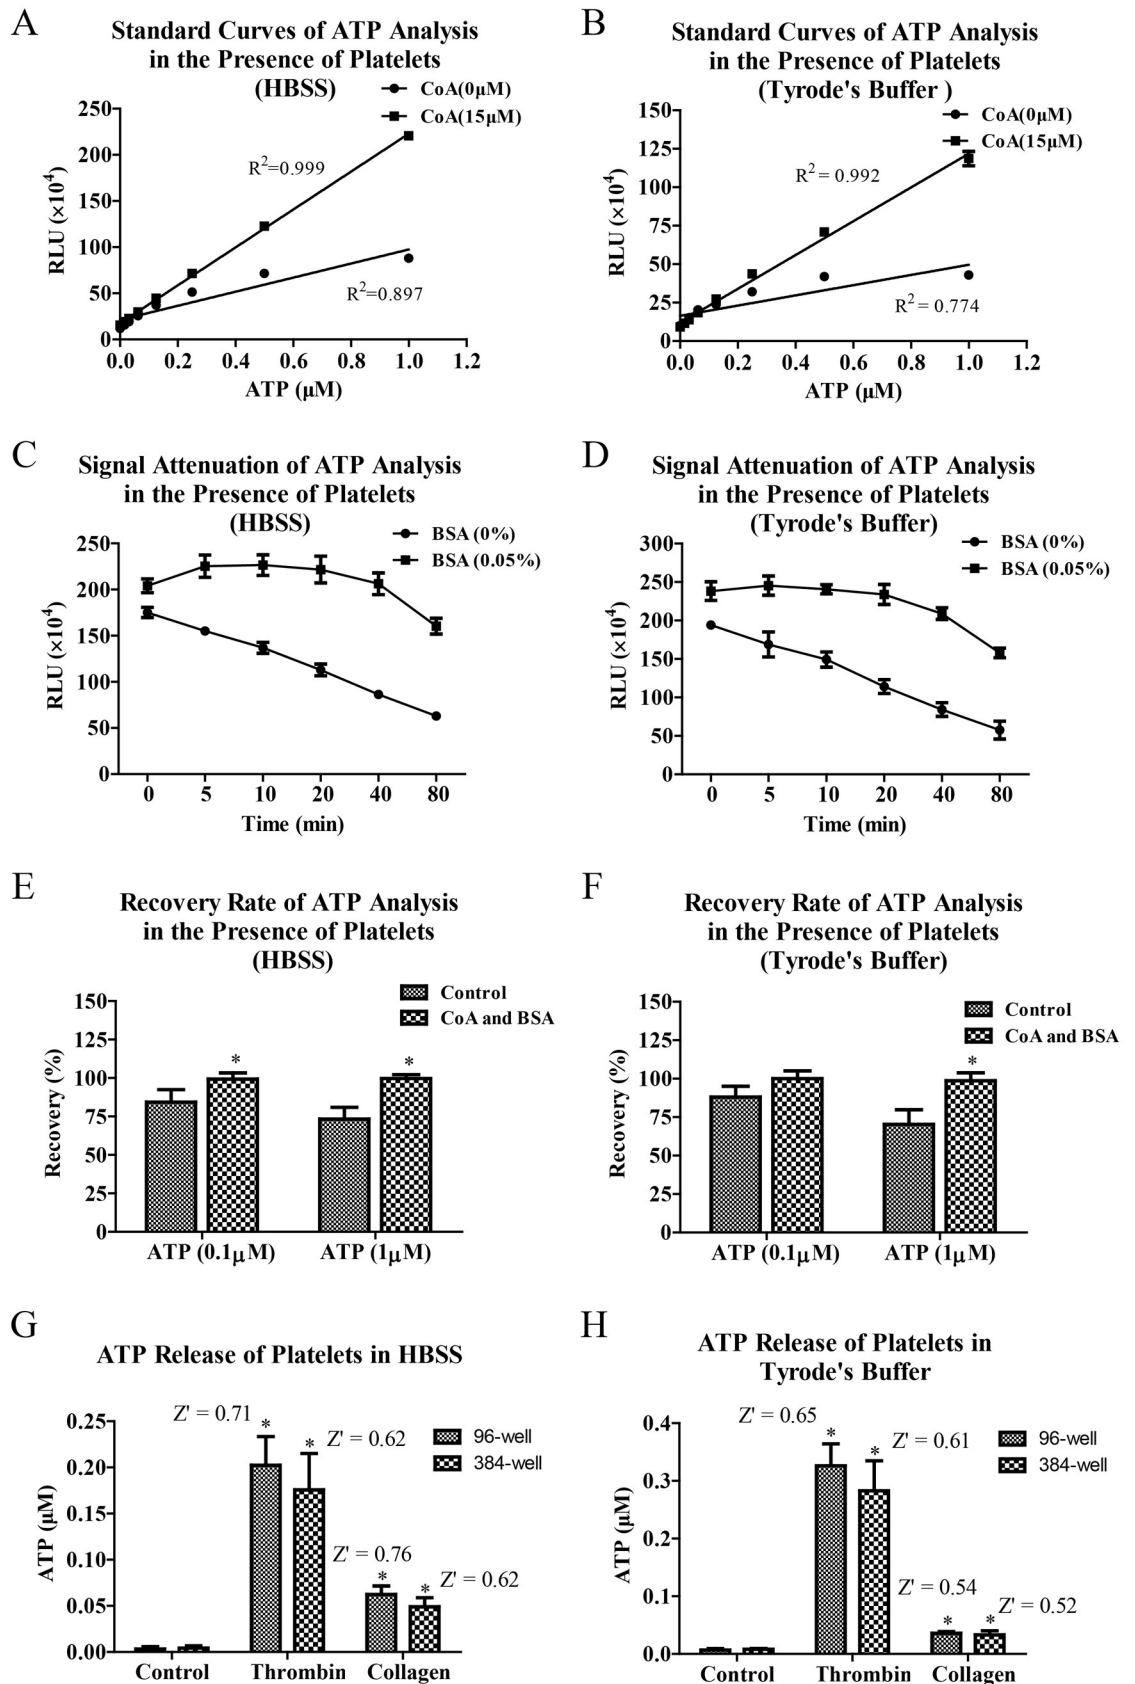 A
Standard Curves of ATP Analysis
in the Presence of Platelets
(HBSS)
CoA(0μM)
CoA(15μM)
250
200
150
100
50
0
RLU (×10⁴)
R²=0.999
R²=0.897
0.0 0.2 0.4 0.6 0.8 1.0 1.2
ATP (μM)
B
Standard Curves of ATP Analysis
in the Presence of Platelets
(Tyrode's Buffer )
CoA(0μM)
CoA(15μM)
150
125
100
75
50
25
0
RLU (×10⁴)
R² = 0.992
R² = 0.774
0.0 0.2 0.4 0.6 0.8 1.0 1.2
ATP (μM)
C
Signal Attenuation of ATP Analysis
in the Presence of Platelets
(HBSS)
BSA (0%)
BSA (0.05%)
250
200
150
100
50
0
RLU (×10⁴)
0 5 10 20 40 80
Time (min)
D
Signal Attenuation of ATP Analysis
in the Presence of Platelets
(Tyrode's Buffer)
BSA (0%)
BSA (0.05%)
300
250
200
150
100
50
0
RLU (×10⁴)
0 5 10 20 40 80
Time (min)
E
Recovery Rate of ATP Analysis
in the Presence of Platelets
(HBSS)
Control
CoA and BSA
150
125
100
75
50
25
0
Recovery (%)
* *
ATP (0.1μM) ATP (1μM)
F
Recovery Rate of ATP Analysis
in the Presence of Platelets
(Tyrode's Buffer)
Control
CoA and BSA
150
125
100
75
50
25
0
Recovery (%)
*
ATP (0.1μM) ATP (1μM)
G
ATP Release of Platelets in HBSS
96-well
384-well
0.25
0.20
0.15
0.10
0.05
0.00
ATP (μM)
Z' = 0.71 *
* Z' = 0.62
Z' = 0.76
* * Z' = 0.62
Control Thrombin Collagen
H
ATP Release of Platelets in
Tyrode's Buffer
96-well
384-well
0.4
0.3
0.2
0.1
0.0
ATP (μM)
Z' = 0.65 *
* Z' = 0.61
Z' = 0.54
* * Z' = 0.52
Control Thrombin Collagen